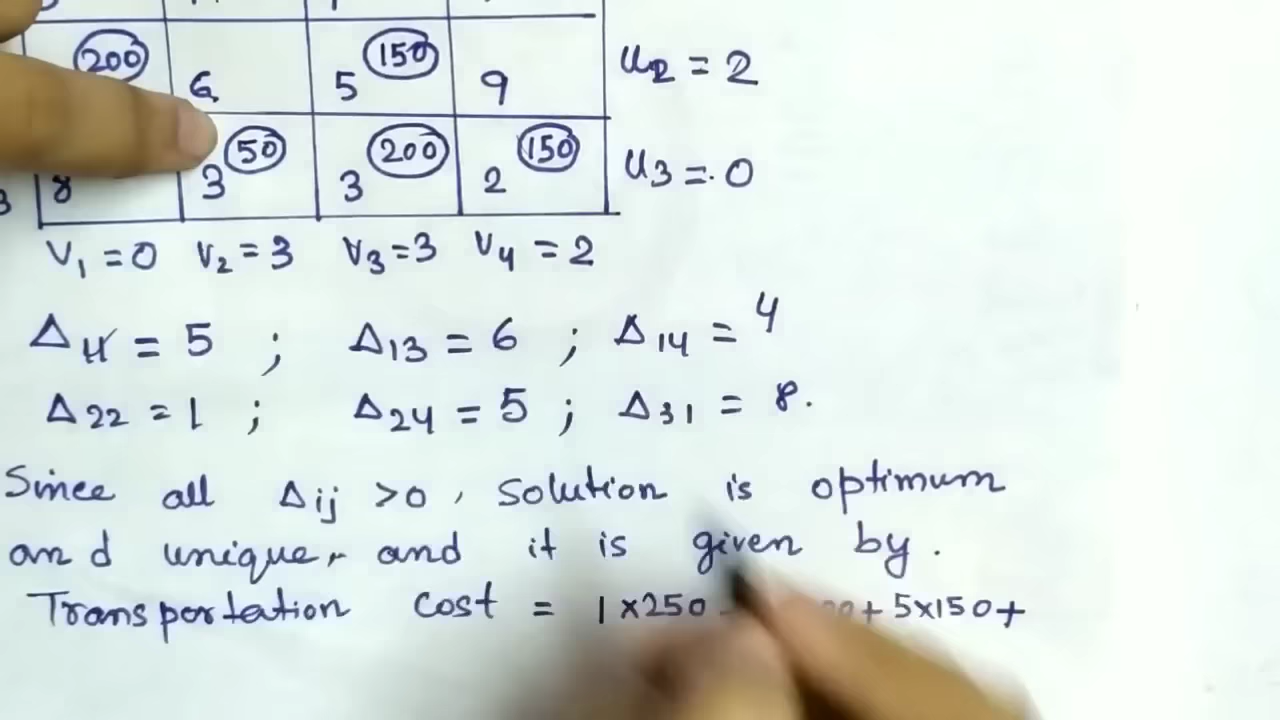 200 150
6 5 9 u2 = 2
50 200 150
8 3 3 2 u3 = 0
V1 = 0 V2 = 3 V3 = 3 V4 = 2
Δ11 = 5 ; Δ13 = 6 ; Δ14 = 4
Δ22 = 1 ; Δ24 = 5 ; Δ31 = 8.
Since all Δij >0, solution is optimum
and unique, and it is given by.
Transportation cost = 1×250 + 5×150+